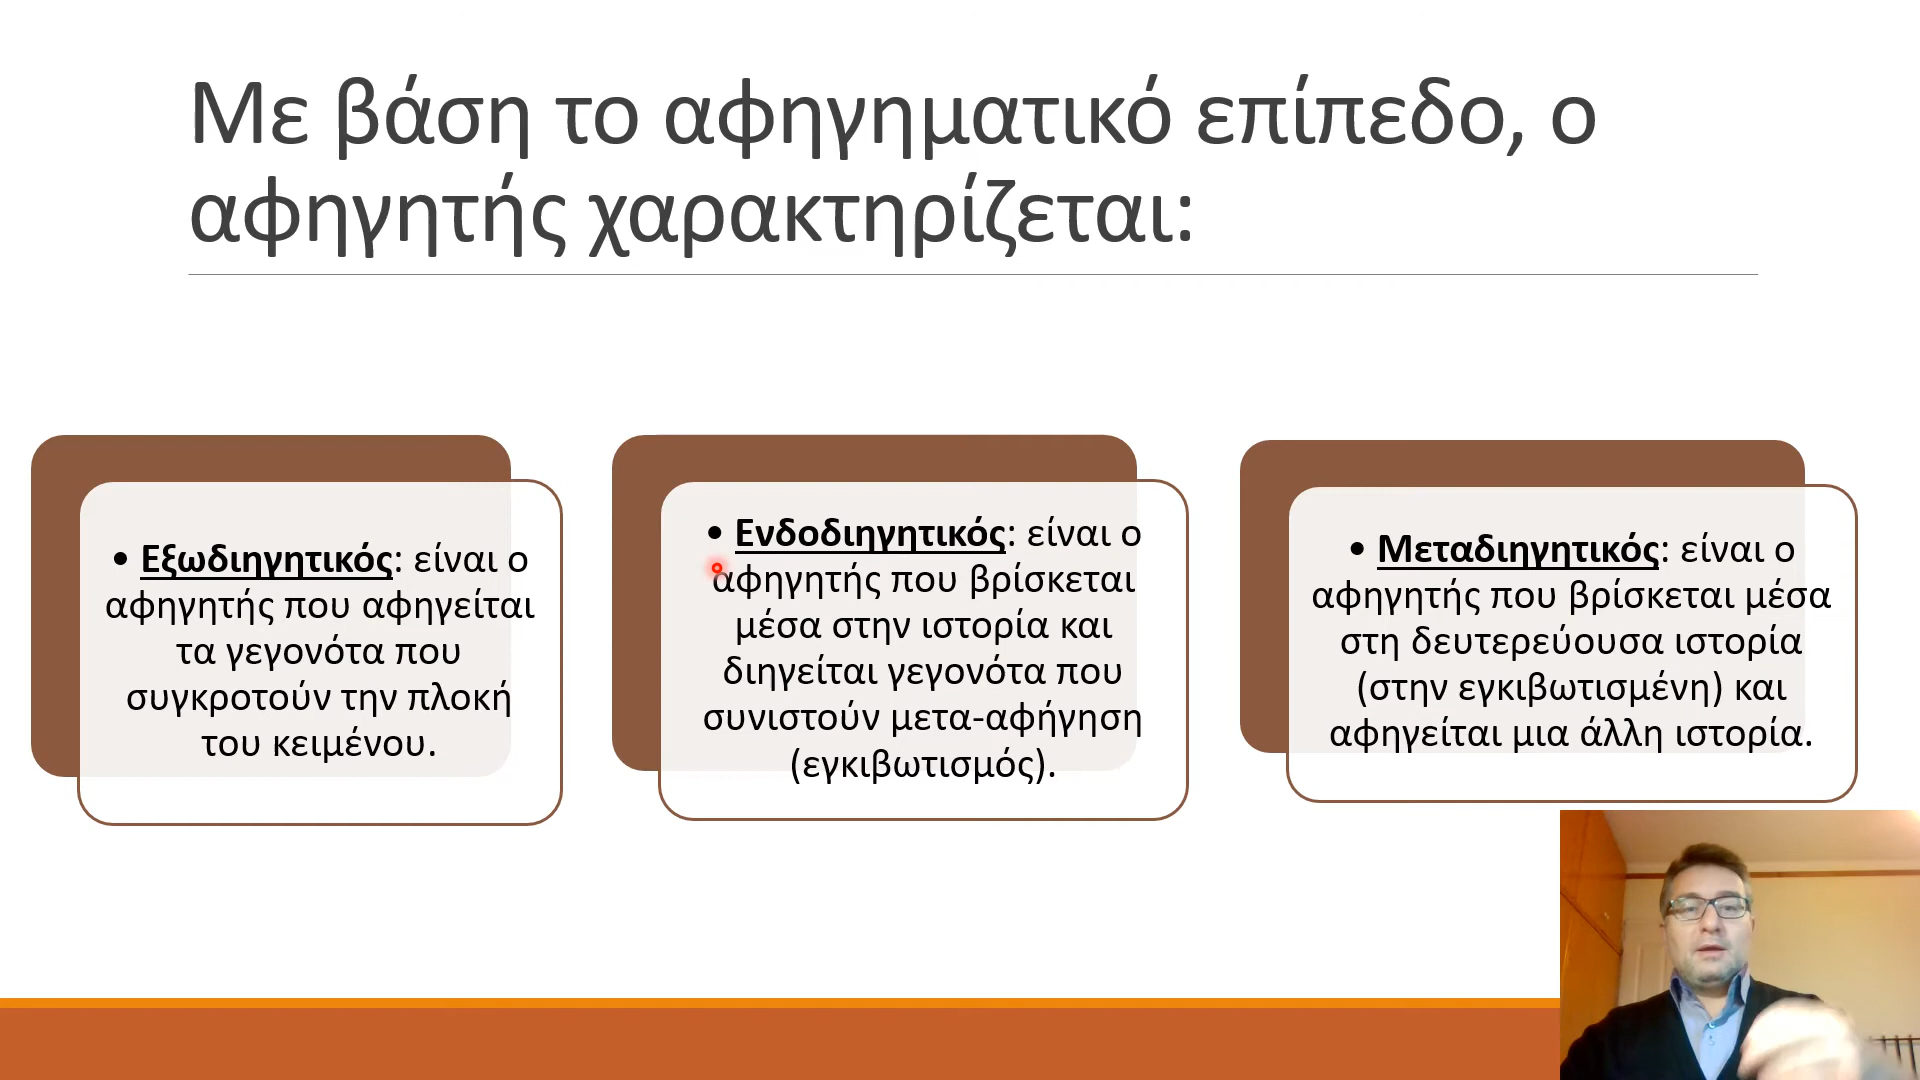 Με βάση το αφηγηματικό επίπεδο, ο
αφηγητής χαρακτηρίζεται:
• Εξωδιηγητικός: είναι ο
αφηγητής που αφηγείται
τα γεγονότα που
συγκροτούν την πλοκή
του κειμένου.
• Ενδοδιηγητικός: είναι ο
αφηγητής που βρίσκεται
μέσα στην ιστορία και
διηγείται γεγονότα που
συνιστούν μετα-αφήγηση
(εγκιβωτισμός).
• Μεταδιηγητικός: είναι ο
αφηγητής που βρίσκεται μέσα
στη δευτερεύουσα ιστορία
(στην εγκιβωτισμένη) και
αφηγείται μια άλλη ιστορία.